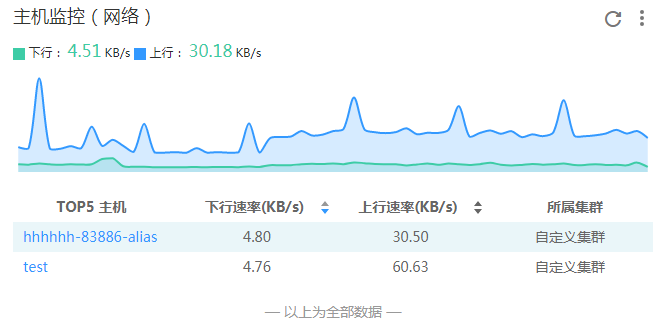 主机监控（网络）
下行： 4.51 KB/s 上行： 30.18 KB/s
TOP5 主机 下行速率(KB/s) 上行速率(KB/s) 所属集群
hhhhhh-83886-alias 4.80 30.50 自定义集群
test 4.76 60.63 自定义集群
— 以上为全部数据 —